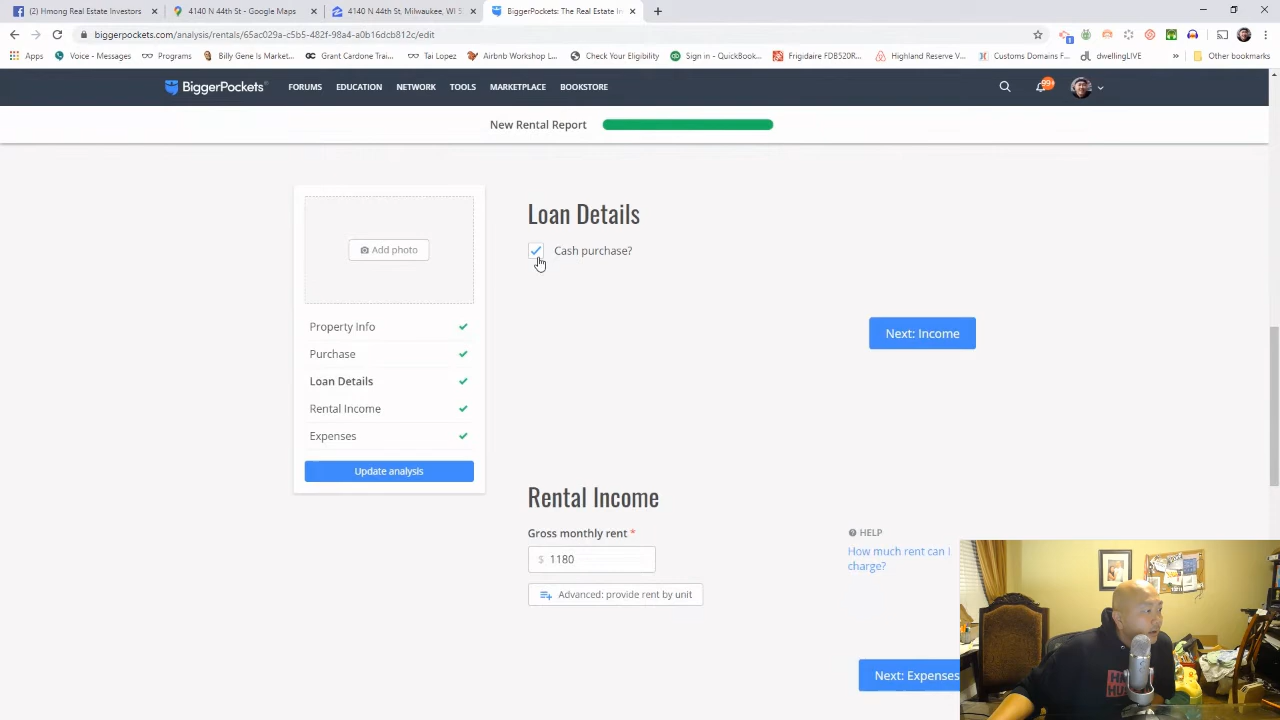 (2) Hmong Real Estate Investors
4140 N 44th St - Google Maps
4140 N 44th St, Milwaukee, WI 5
BiggerPockets: The Real Estate In
biggerpockets.com/analysis/rentals/65ac029a-c5b5-482f-98a4-a0b16dcb812c/edit
Apps
Voice - Messages
Programs
Billy Gene Is Market...
Grant Cardone Trai...
Tai Lopez
Airbnb Workshop L...
Check Your Eligibility
Sign in - QuickBook...
Frigidaire FDB520R...
Highland Reserve V...
Customs Domains F...
dwellingLIVE
»
Other bookmarks
BiggerPockets
FORUMS
EDUCATION
NETWORK
TOOLS
MARKETPLACE
BOOKSTORE
99+
New Rental Report
Add photo
Property Info
Purchase
Loan Details
Rental Income
Expenses
Update analysis
Loan Details
Cash purchase?
Next: Income
Rental Income
Gross monthly rent *
$ 1180
HELP
How much rent can I
charge?
Advanced: provide rent by unit
Next: Expenses